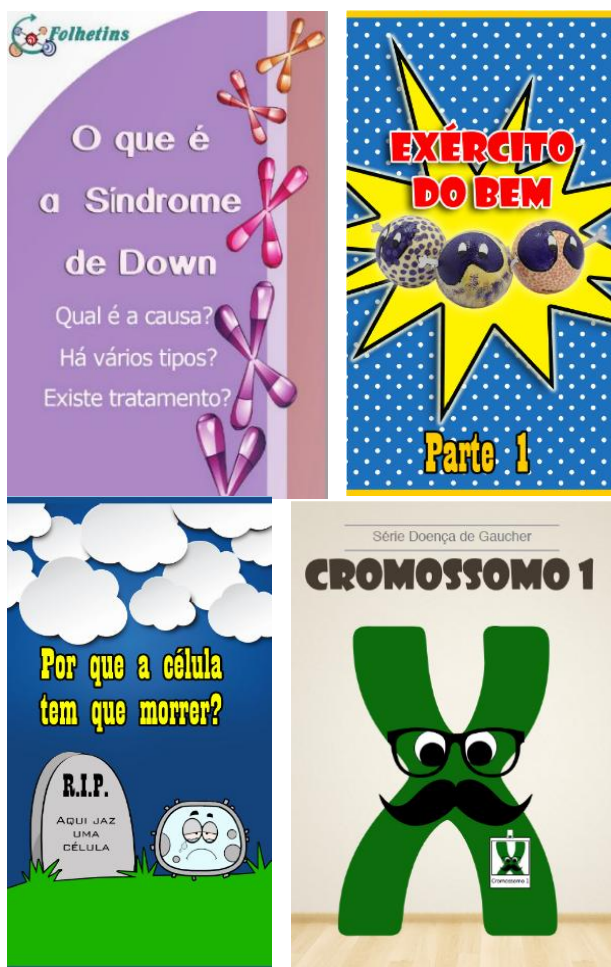 Folhetins
O que é
a Síndrome
de Down
Qual é a causa?
Há vários tipos?
Existe tratamento?
EXÉRCITO
DO BEM
Parte 1
Por que a célula
tem que morrer?
R.I.P.
AQUI JAZ
UMA
CÉLULA
Série Doença de Gaucher
CROMOSSOMO 1
Cromossomo 1